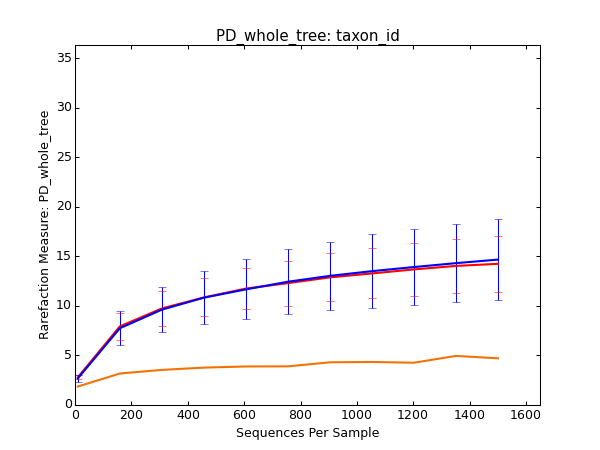 PD_whole_tree: taxon_id
Rarefaction Measure: PD_whole_tree
35
30
25
20
15
10
5
0
0 200 400 600 800 1000 1200 1400 1600
Sequences Per Sample